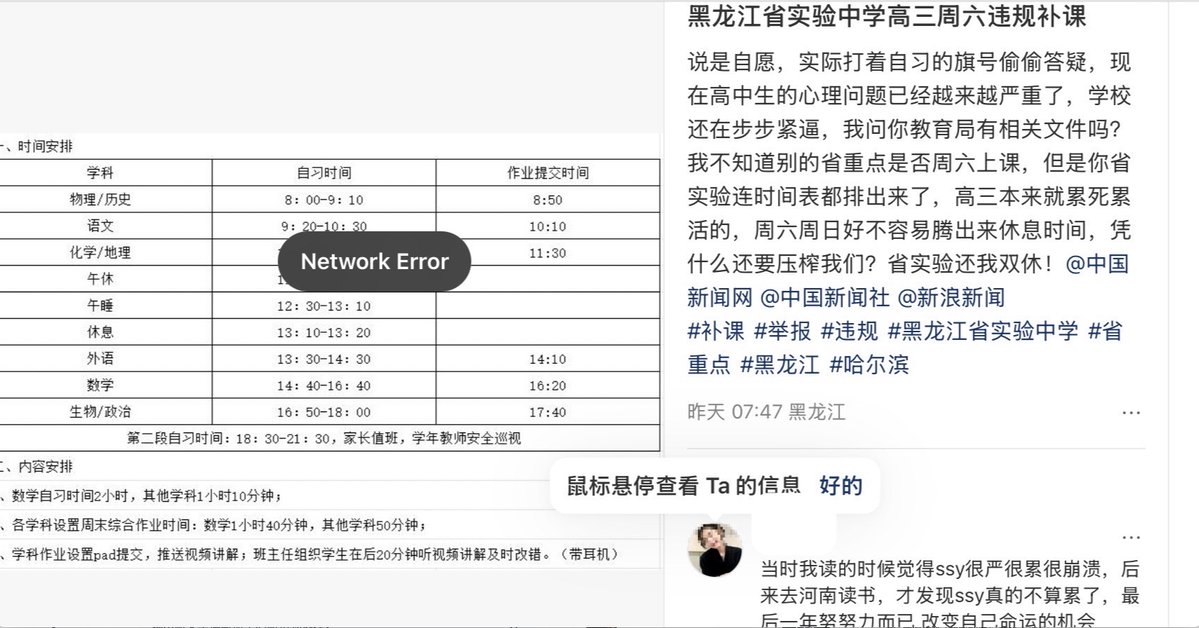 、时间安排
学科 自习时间 作业提交时间
物理/历史 8：00-9：10 8:50
语文 9：20-10：30 10:10
化学/地理 11:30
午休
午睡 12：30-13：10
休息 13：10-13：20
外语 13：30-14：30 14:10
数学 14：40-16：40 16:20
生物/政治 16：50-18：00 17:40
第二段自习时间：18：30-21：30，家长值班，学年教师安全巡视
、内容安排
、数学自习时间2小时，其他学科1小时10分钟；
、各学科设置周末综合作业时间：数学1小时40分钟，其他学科50分钟；
、学科作业设置pad提交，推送视频讲解；班主任组织学生在后20分钟听视频讲解及时改错。（带耳机）
Network Error
黑龙江省实验中学高三周六违规补课
说是自愿，实际打着自习的旗号偷偷答疑，现
在高中生的心理问题已经越来越严重了，学校
还在步步紧逼，我问你教育局有相关文件吗？
我不知道别的省重点是否周六上课，但是你省
实验连时间表都排出来了，高三本来就累死累
活的，周六周日好不容易腾出来休息时间，凭
什么还要压榨我们？省实验还我双休！@中国
新闻网 @中国新闻社 @新浪新闻
#补课 #举报 #违规 #黑龙江省实验中学 #省
重点 #黑龙江 #哈尔滨
昨天 07:47 黑龙江
鼠标悬停查看 Ta 的信息 好的
当时我读的时候觉得ssy很严很累很崩溃，后
来去河南读书，才发现ssy真的不算累了，最
后一年努努力而已 改变自己命运的机会